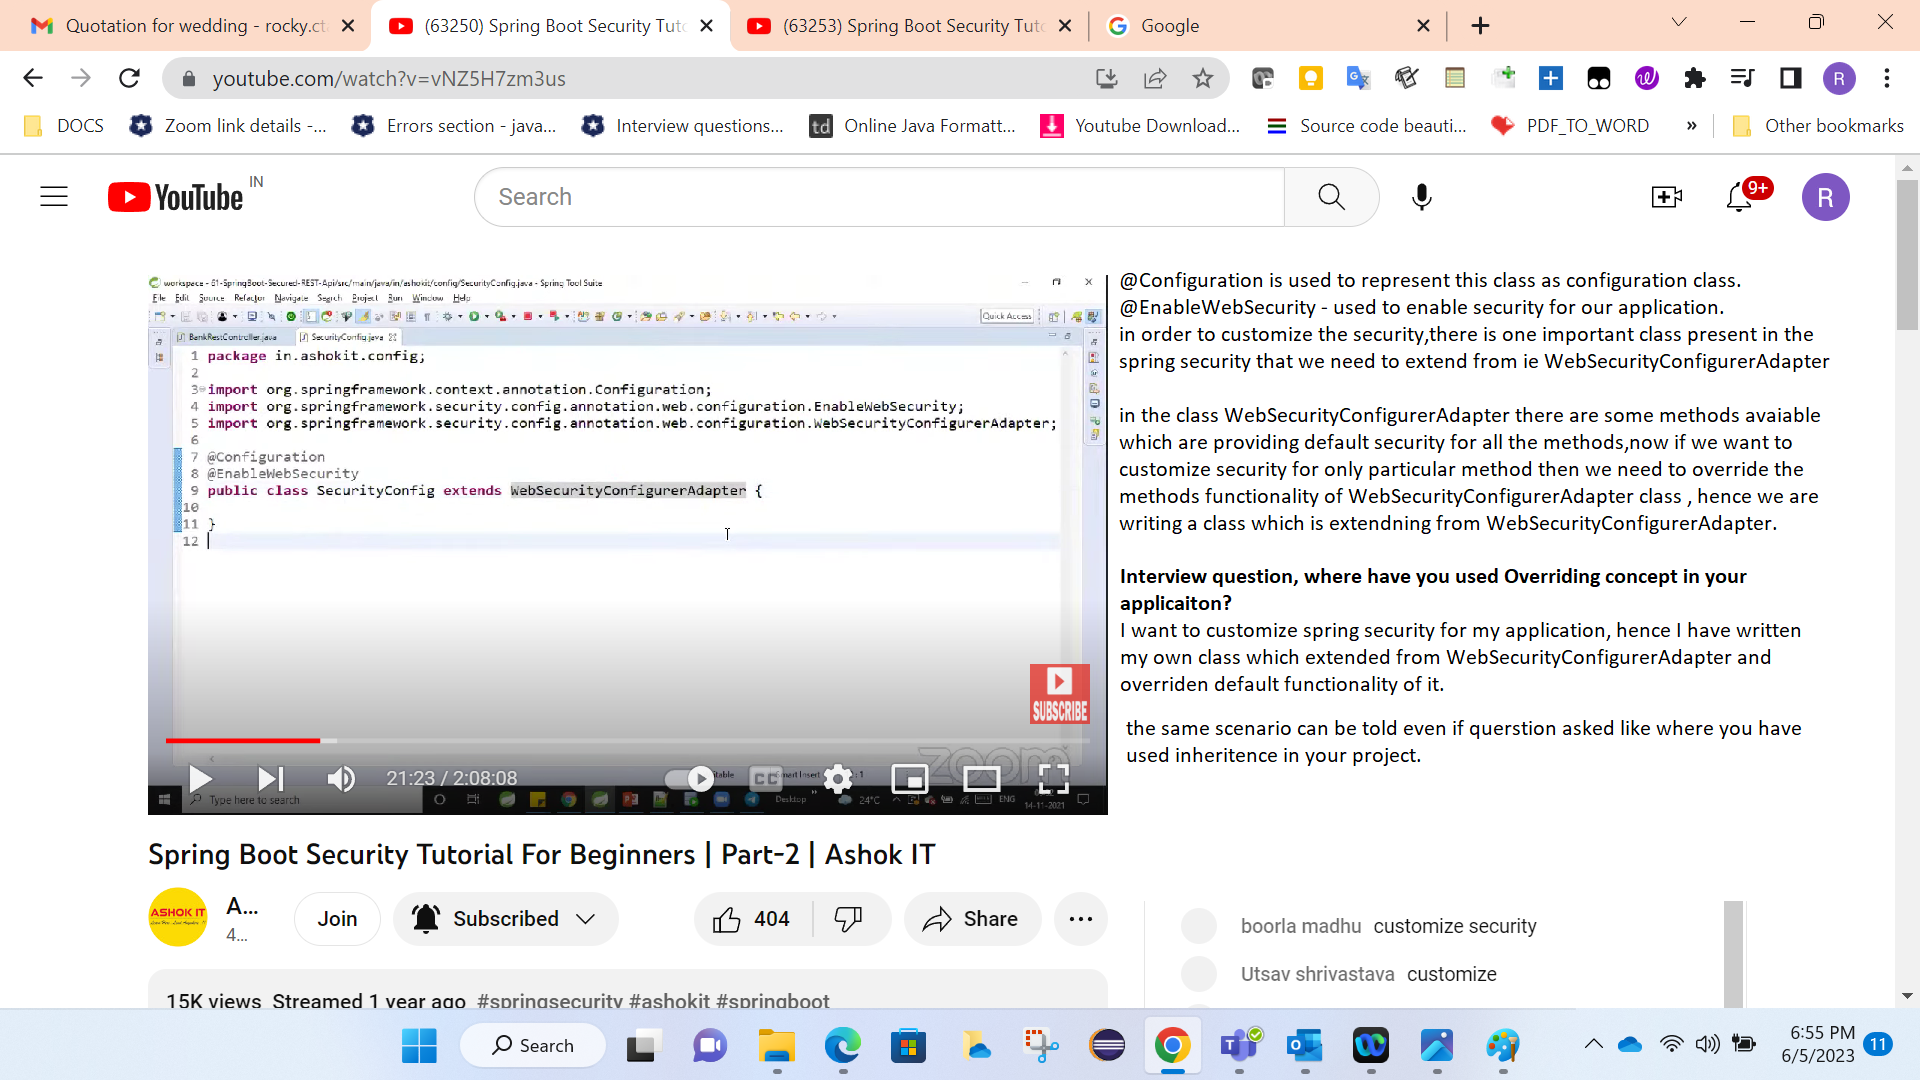 Quotation for wedding - rocky.ct
(63250) Spring Boot Security Tuto
(63253) Spring Boot Security Tuto
Google
youtube.com/watch?v=vNZ5H7zm3us
R
DOCS
Zoom link details -...
Errors section - java...
Interview questions...
td
Online Java Formatt...
Youtube Download...
Source code beauti...
PDF_TO_WORD
»
Other bookmarks
YouTube IN
Search
9+
R
workspace - 61-SpringBoot-Secured-REST-Api/src/main/java/in/ashokit/config/SecurityConfig.java - Spring Tool Suite
File Edit Source Refactor Navigate Search Project Run Window Help
Quick Access
BankRestController.java
SecurityConfig.java
1 package in.ashokit.config;
2
3 import org.springframework.context.annotation.Configuration;
4 import org.springframework.security.config.annotation.web.configuration.EnableWebSecurity;
5 import org.springframework.security.config.annotation.web.configuration.WebSecurityConfigurerAdapter;
6
7 @Configuration
8 @EnableWebSecurity
9 public class SecurityConfig extends WebSecurityConfigurerAdapter {
10
11 }
12
SUBSCRIBE
zoom
21:23 / 2:08:08
CC
Smart Insert
Type here to search
Desktop
24°C
ENG
14-11-2021
@Configuration is used to represent this class as configuration class.
@EnableWebSecurity - used to enable security for our application.
in order to customize the security,there is one important class present in the
spring security that we need to extend from ie WebSecurityConfigurerAdapter
in the class WebSecurityConfigurerAdapter there are some methods avaiable
which are providing default security for all the methods,now if we want to
customize security for only particular method then we need to override the
methods functionality of WebSecurityConfigurerAdapter class , hence we are
writing a class which is extendning from WebSecurityConfigurerAdapter.
Interview question, where have you used Overriding concept in your
applicaiton?
I want to customize spring security for my application, hence I have written
my own class which extended from WebSecurityConfigurerAdapter and
overriden default functionality of it.
the same scenario can be told even if querstion asked like where you have
used inheritence in your project.
Spring Boot Security Tutorial For Beginners | Part-2 | Ashok IT
ASHOK IT
A...
4...
Join
Subscribed
404
Share
15K views Streamed 1 year ago #springsecurity #ashokit #springboot
boorla madhu customize security
Utsav shrivastava customize
Search
6:55 PM
6/5/2023
11